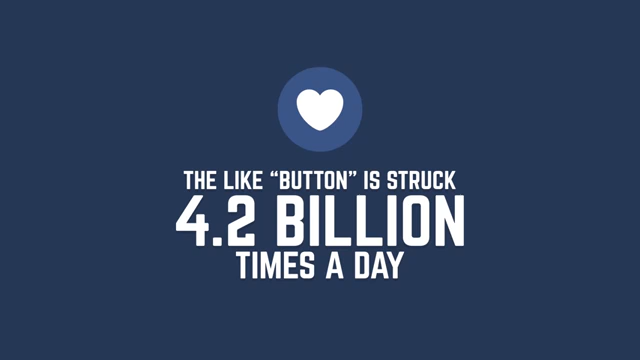 THE LIKE “BUTTON” IS STRUCK
4.2 BILLION
TIMES A DAY